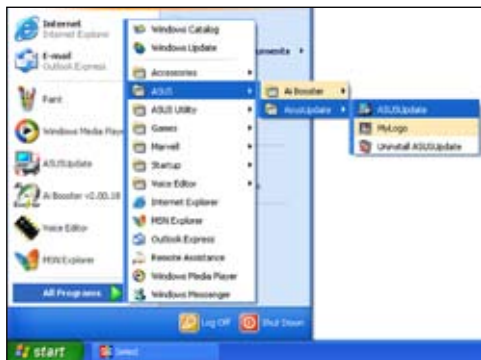 Internet
Internet Explorer
E-mail
Outlook Express
Paint
Windows Media Player
ASUSUpdate
Ai Booster v2.00.18
Voice Editor
MSN Explorer
All Programs
Windows Catalog
Windows Update
Accessories
ASUS
ASUS Utility
Games
Marvell
Startup
Voice Editor
Internet Explorer
MSN Explorer
Outlook Express
Remote Assistance
Windows Media Player
Windows Messenger
Ai Booster
AsusUpdate
ASUSUpdate
MyLogo
Uninstall ASUSUpdate
Log Off
Shut Down
start